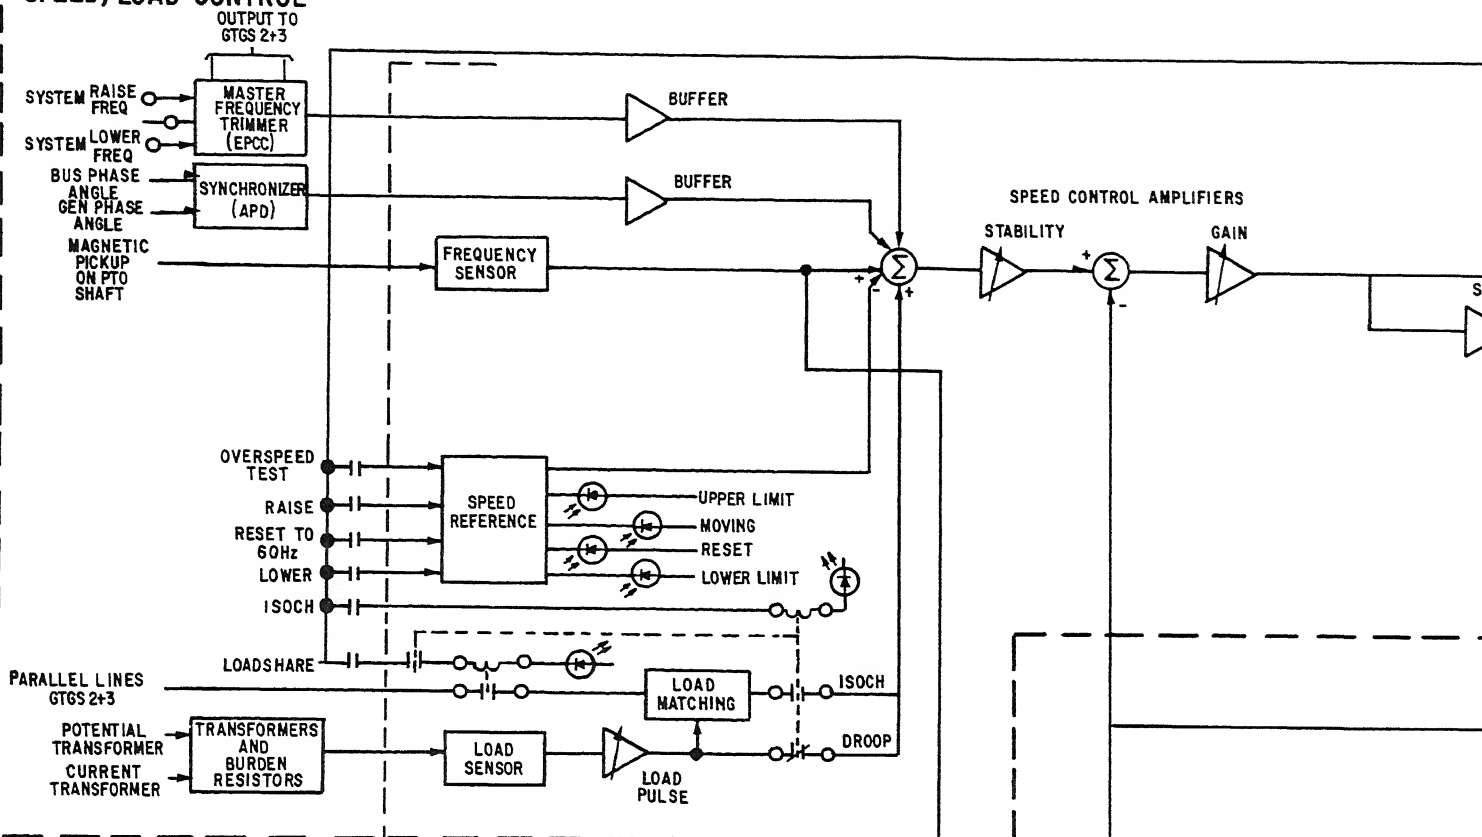 SPEED/LOAD CONTROL
OUTPUT TO
GTGS 2+3
SYSTEM RAISE
FREQ
SYSTEM LOWER
FREQ
MASTER
FREQUENCY
TRIMMER
(EPCC)
BUFFER
BUS PHASE
ANGLE
GEN PHASE
ANGLE
SYNCHRONIZER
(APD)
BUFFER
MAGNETIC
PICKUP
ON PTO
SHAFT
FREQUENCY
SENSOR
Σ
+
-
+
SPEED CONTROL AMPLIFIERS
STABILITY
+
Σ
-
GAIN
S
OVERSPEED
TEST
RAISE
RESET TO
60Hz
LOWER
ISOCH
SPEED
REFERENCE
UPPER LIMIT
MOVING
RESET
LOWER LIMIT
LOADSHARE
PARALLEL LINES
GTGS 2+3
LOAD
MATCHING
ISOCH
POTENTIAL
TRANSFORMER
CURRENT
TRANSFORMER
TRANSFORMERS
AND
BURDEN
RESISTORS
LOAD
SENSOR
LOAD
PULSE
DROOP